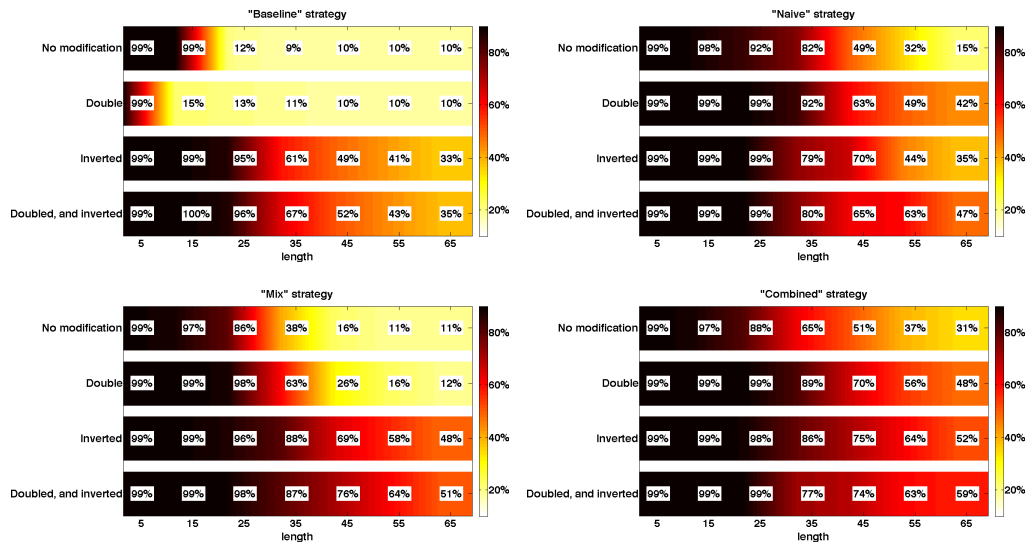 "Baseline" strategy
No modification 99% 99% 12% 9% 10% 10% 10%
Double 99% 15% 13% 11% 10% 10% 10%
Inverted 99% 99% 95% 61% 49% 41% 33%
Doubled, and inverted 99% 100% 96% 67% 52% 43% 35%
5 15 25 35 45 55 65
length
80%
60%
40%
20%
"Naive" strategy
No modification 99% 98% 92% 82% 49% 32% 15%
Double 99% 99% 99% 92% 63% 49% 42%
Inverted 99% 99% 99% 79% 70% 44% 35%
Doubled, and inverted 99% 99% 99% 80% 65% 63% 47%
5 15 25 35 45 55 65
length
80%
60%
40%
20%
"Mix" strategy
No modification 99% 97% 86% 38% 16% 11% 11%
Double 99% 99% 98% 63% 26% 16% 12%
Inverted 99% 99% 96% 88% 69% 58% 48%
Doubled, and inverted 99% 99% 98% 87% 76% 64% 51%
5 15 25 35 45 55 65
length
80%
60%
40%
20%
"Combined" strategy
No modification 99% 97% 88% 65% 51% 37% 31%
Double 99% 99% 99% 89% 70% 56% 48%
Inverted 99% 99% 98% 86% 75% 64% 52%
Doubled, and inverted 99% 99% 99% 77% 74% 63% 59%
5 15 25 35 45 55 65
length
80%
60%
40%
20%